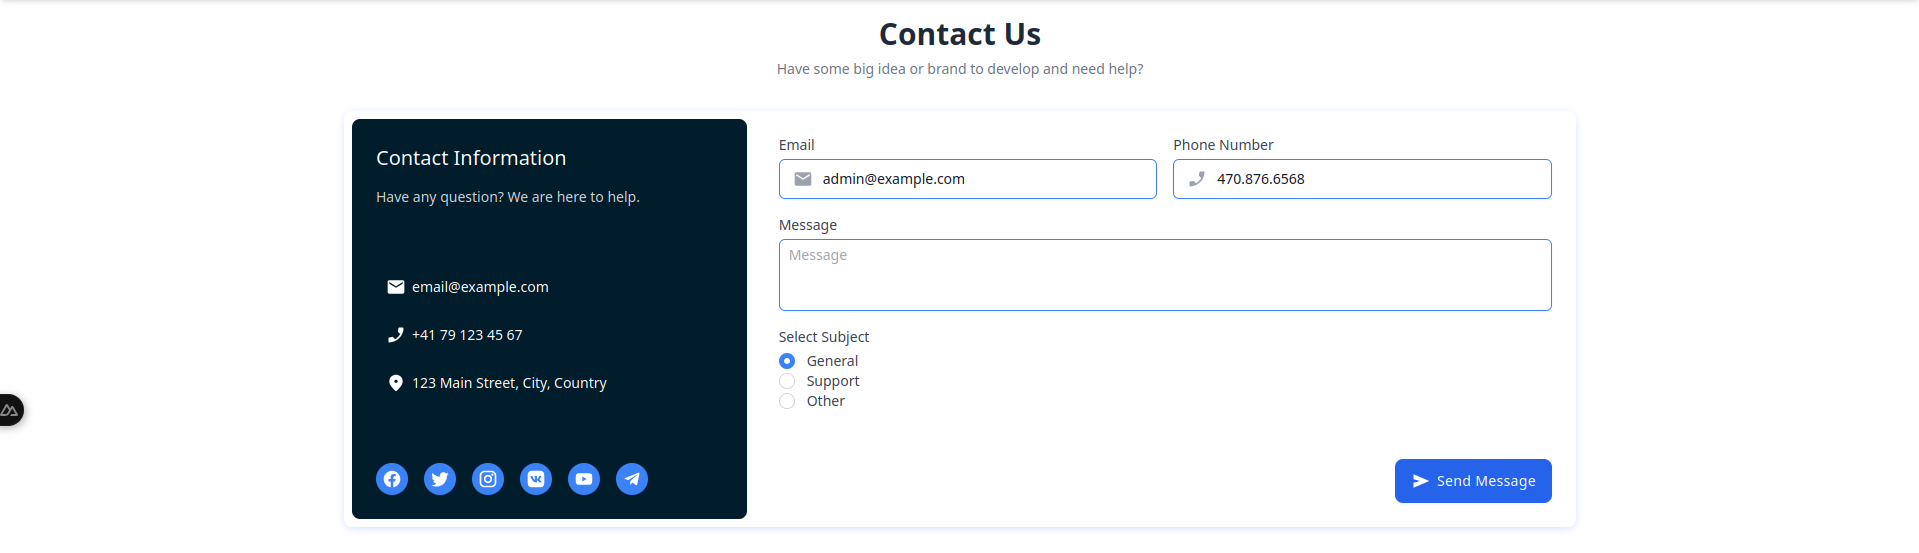 Contact Us
Have some big idea or brand to develop and need help?
Contact Information
Have any question? We are here to help.
email@example.com
+41 79 123 45 67
123 Main Street, City, Country
Email
admin@example.com
Phone Number
470.876.6568
Message
Message
Select Subject
General
Support
Other
Send Message